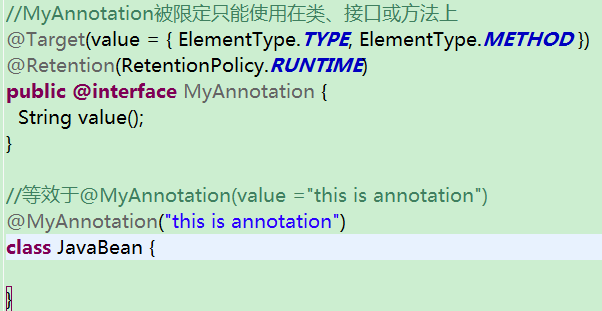 //MyAnnotation被限定只能使用在类、接口或方法上
@Target(value = { ElementType.TYPE, ElementType.METHOD })
@Retention(RetentionPolicy.RUNTIME)
public @interface MyAnnotation {
String value();
}
//等效于@MyAnnotation(value ="this is annotation")
@MyAnnotation("this is annotation")
class JavaBean {
}